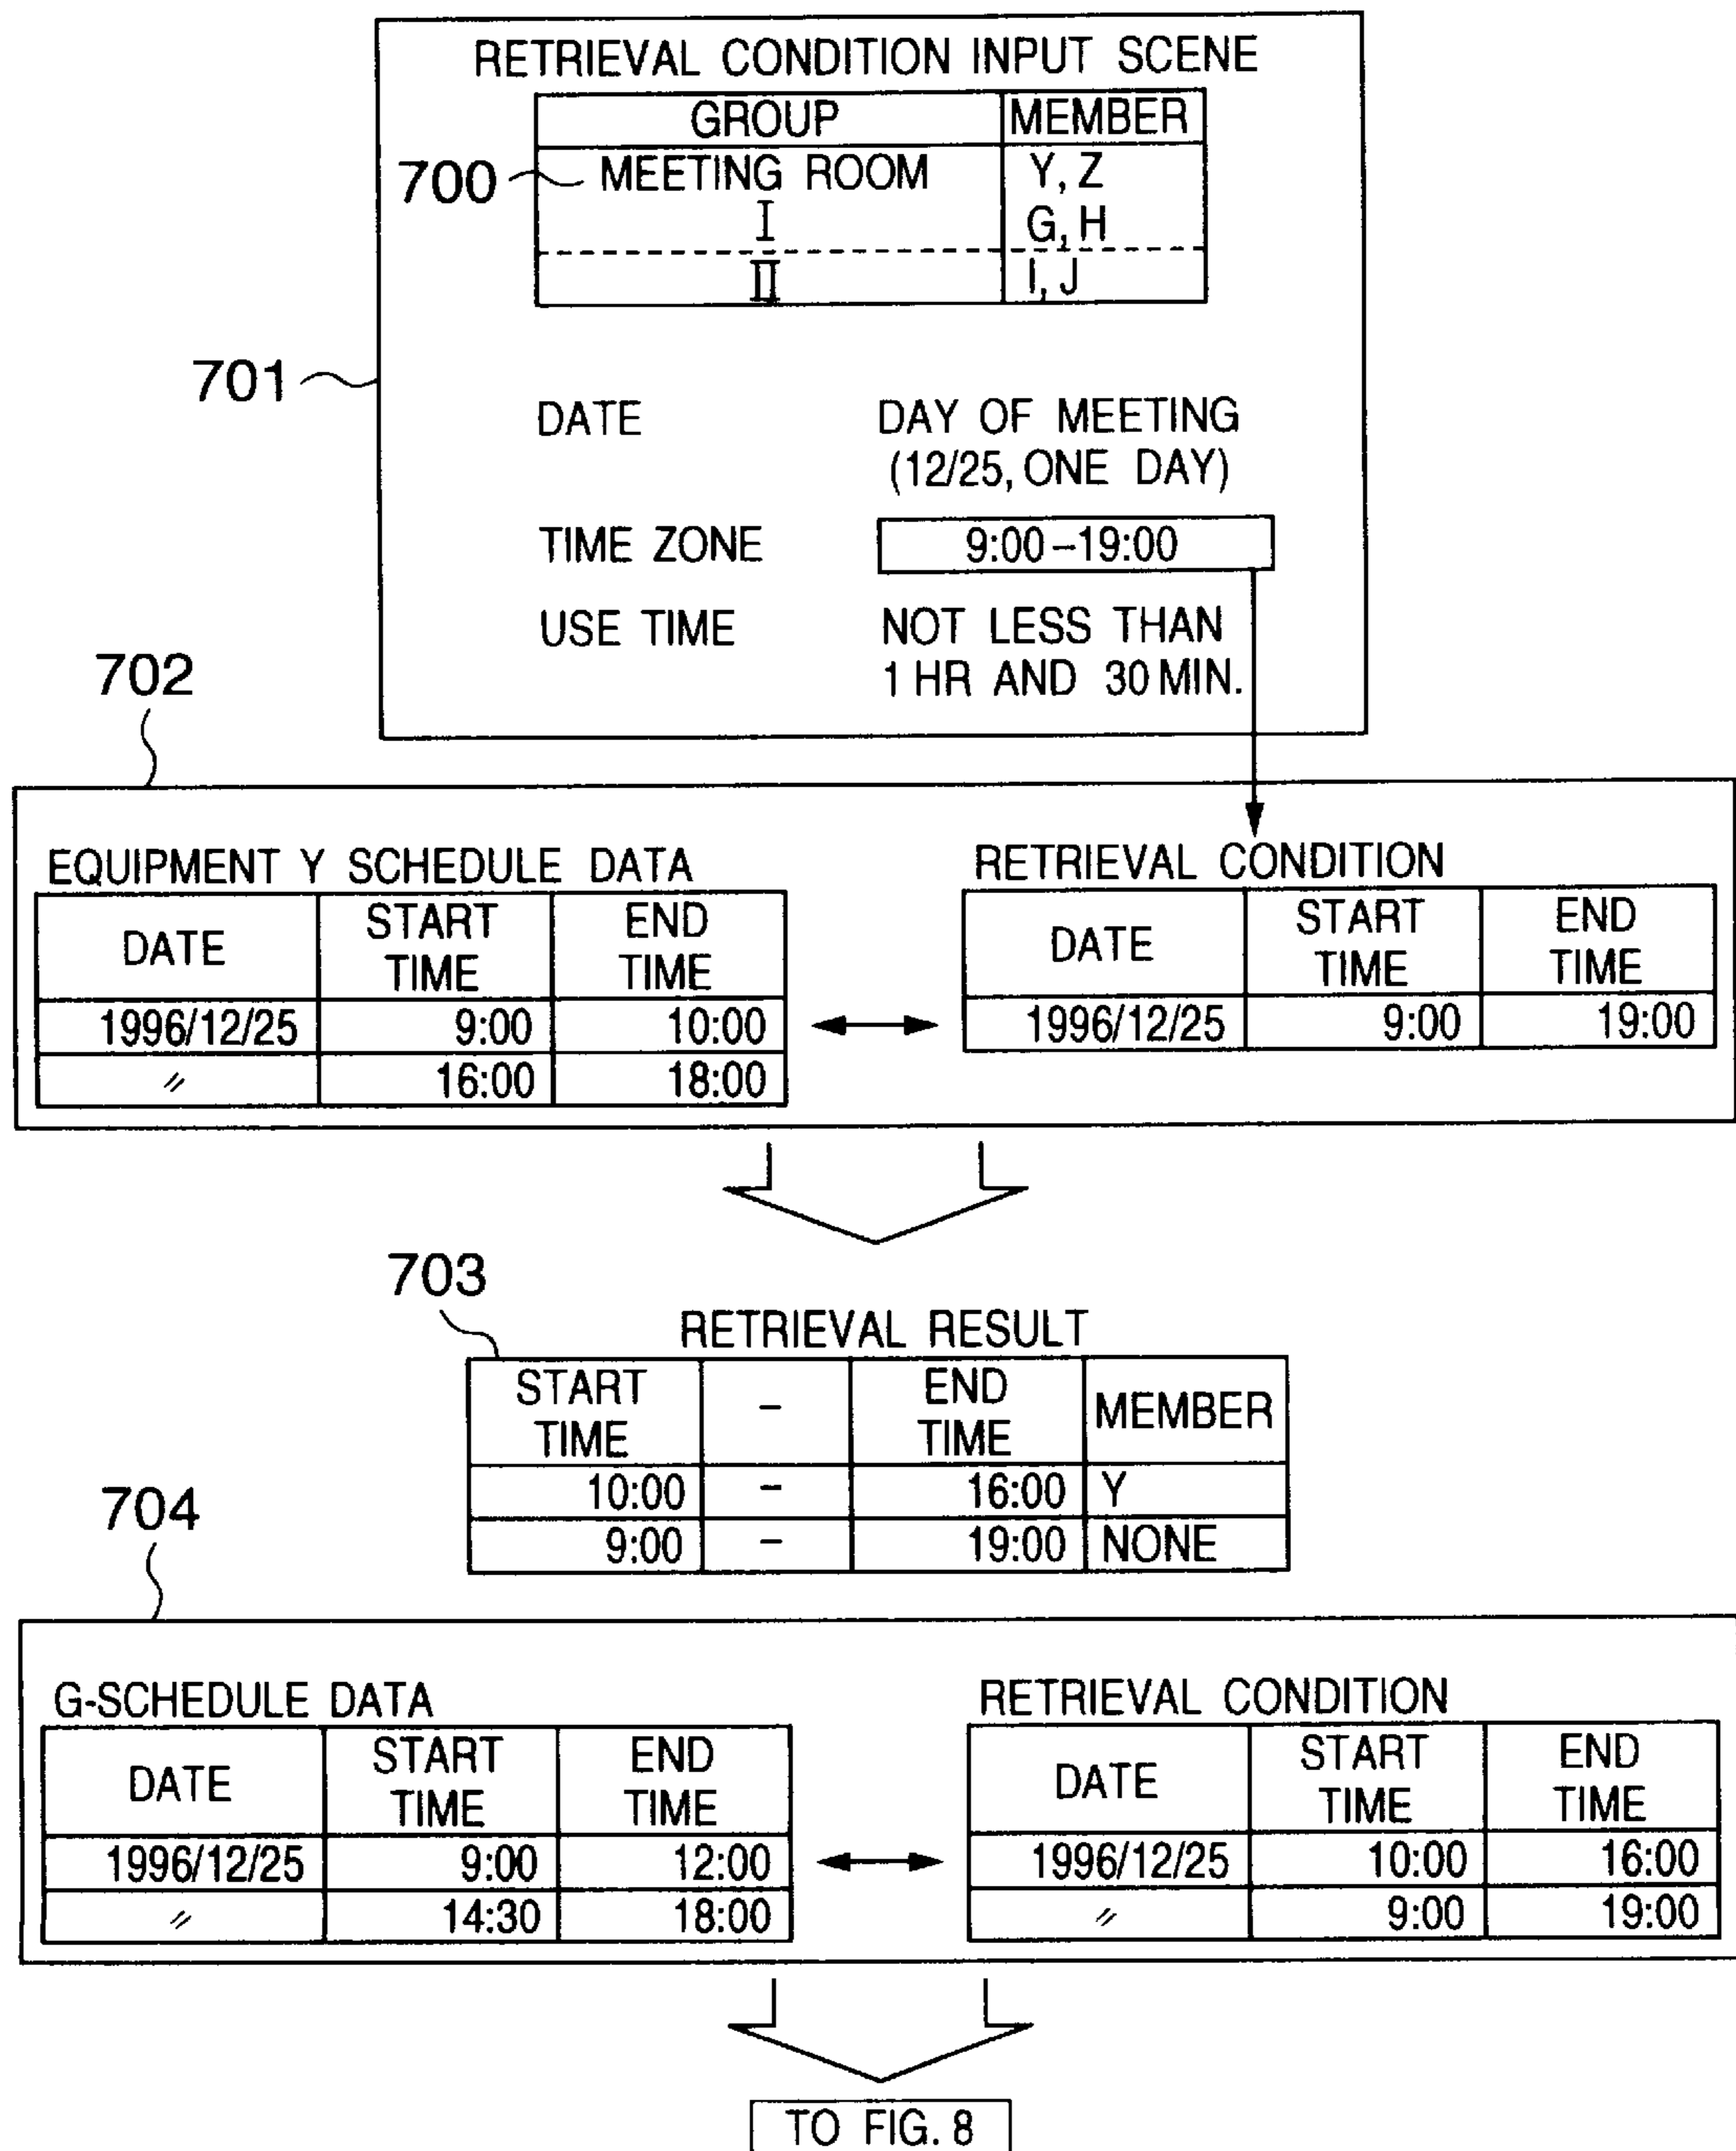 RETRIEVAL CONDITION INPUT SCENE
GROUP MEMBER
700 MEETING ROOM Y, Z
I G, H
II I, J
701
DATE DAY OF MEETING
(12/25, ONE DAY)
TIME ZONE 9:00–19:00
USE TIME NOT LESS THAN
1 HR AND 30 MIN.
702
EQUIPMENT Y SCHEDULE DATA
DATE START TIME END TIME
1996/12/25 9:00 10:00
〃 16:00 18:00
RETRIEVAL CONDITION
DATE START TIME END TIME
1996/12/25 9:00 19:00
703
RETRIEVAL RESULT
START TIME – END TIME MEMBER
10:00 – 16:00 Y
9:00 – 19:00 NONE
704
G-SCHEDULE DATA
DATE START TIME END TIME
1996/12/25 9:00 12:00
〃 14:30 18:00
RETRIEVAL CONDITION
DATE START TIME END TIME
1996/12/25 10:00 16:00
〃 9:00 19:00
TO FIG. 8